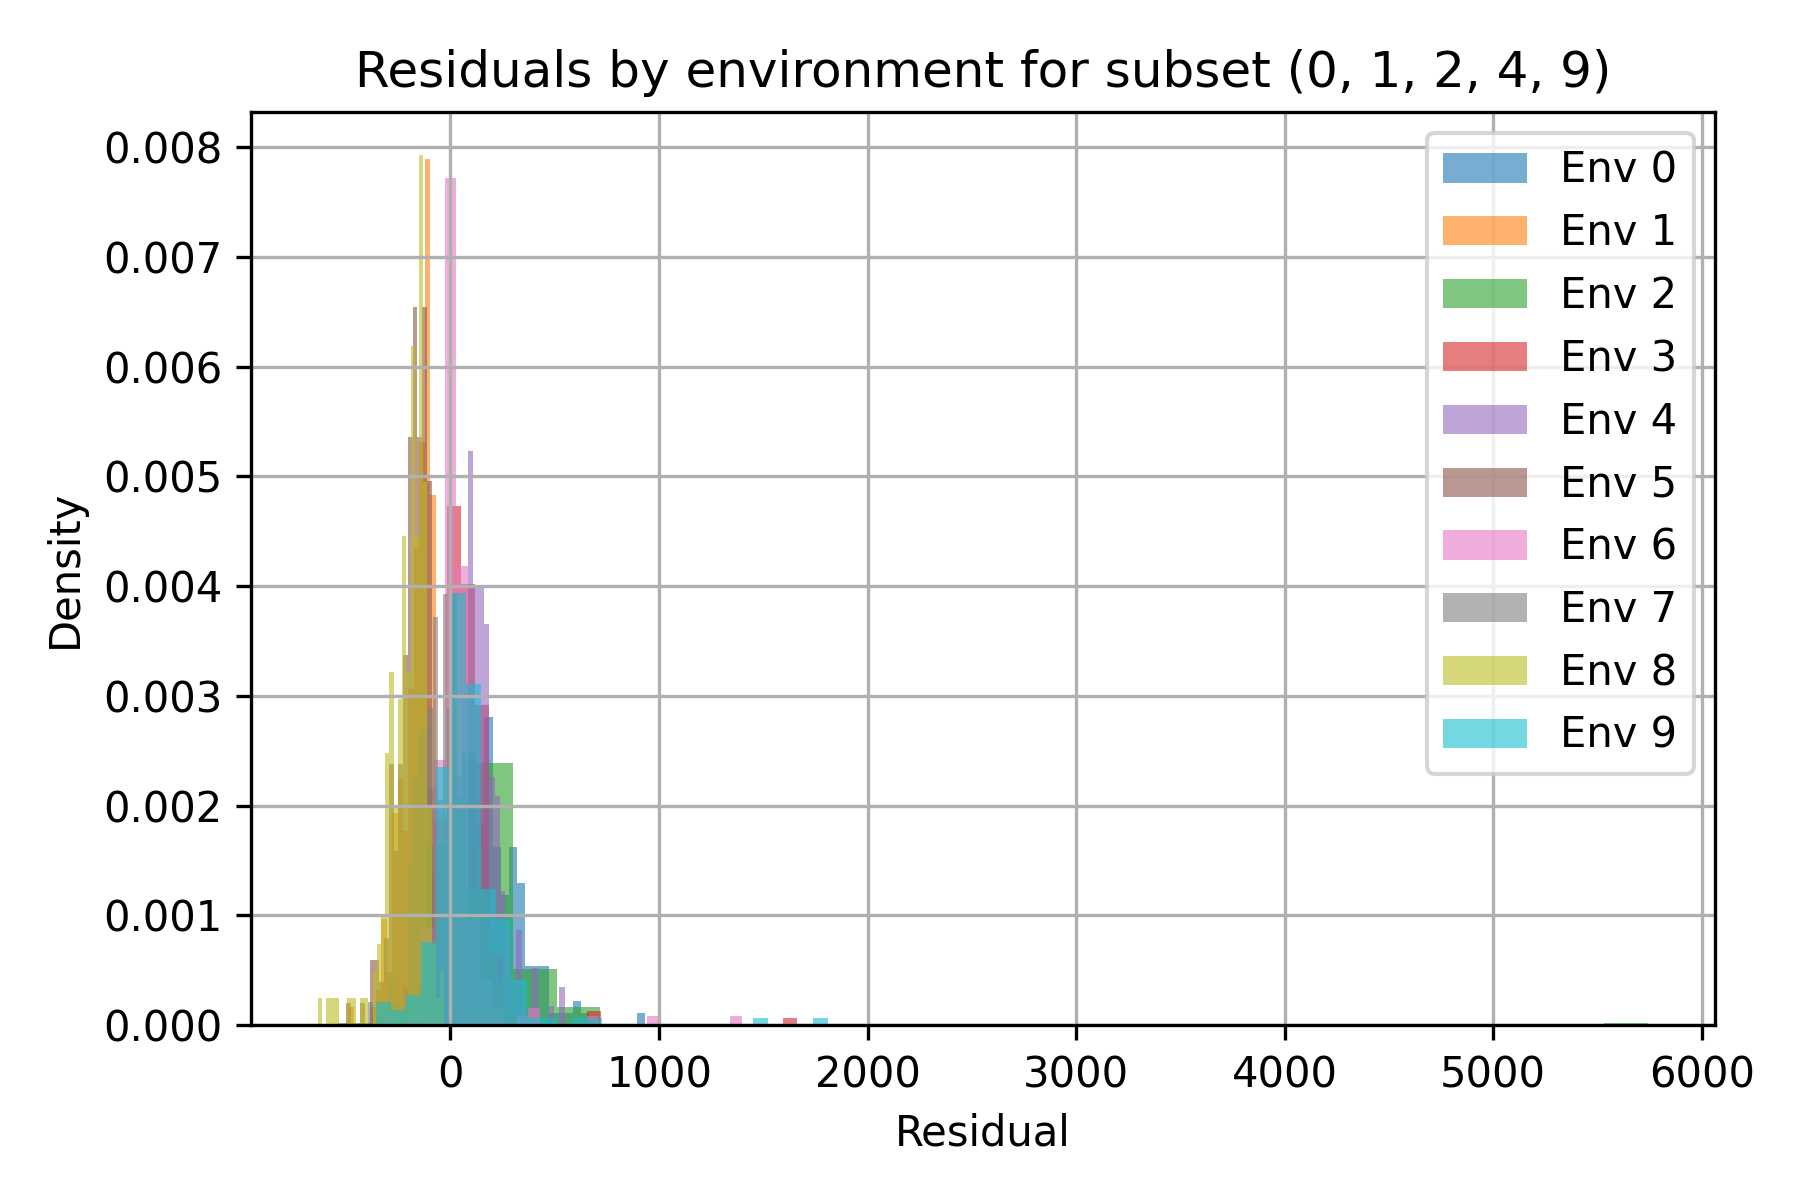 Residuals by environment for subset (0, 1, 2, 4, 9)
0.008
0.007
0.006
0.005
0.004
0.003
0.002
0.001
0.000
Density
Env 0
Env 1
Env 2
Env 3
Env 4
Env 5
Env 6
Env 7
Env 8
Env 9
0 1000 2000 3000 4000 5000 6000
Residual